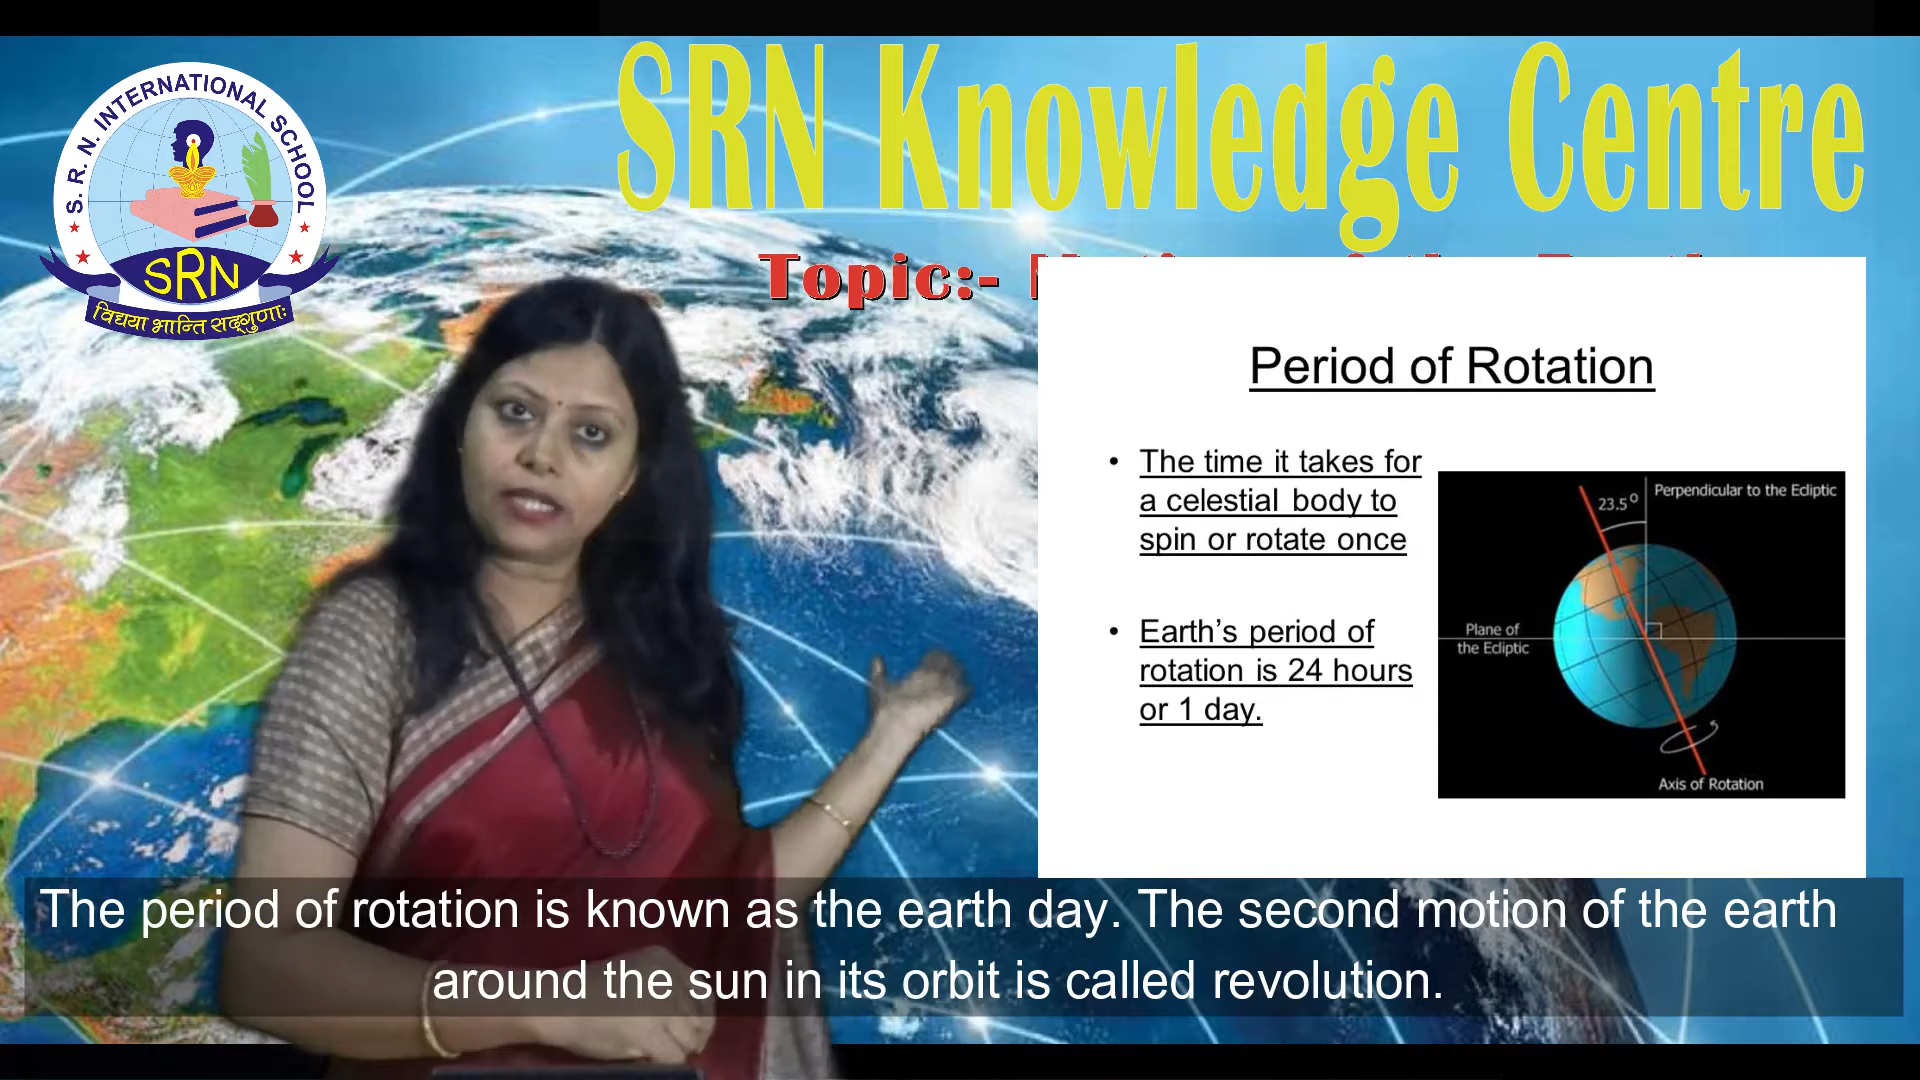 S. R. N. INTERNATIONAL SCHOOL
SRN
विद्यया भान्ति सद्गुणाः
SRN Knowledge Centre
Topic:-
Period of Rotation
• The time it takes for
a celestial body to
spin or rotate once
• Earth’s period of
rotation is 24 hours
or 1 day.
23.5°
Perpendicular to the Ecliptic
Plane of
the Ecliptic
Axis of Rotation
The period of rotation is known as the earth day. The second motion of the earth
around the sun in its orbit is called revolution.